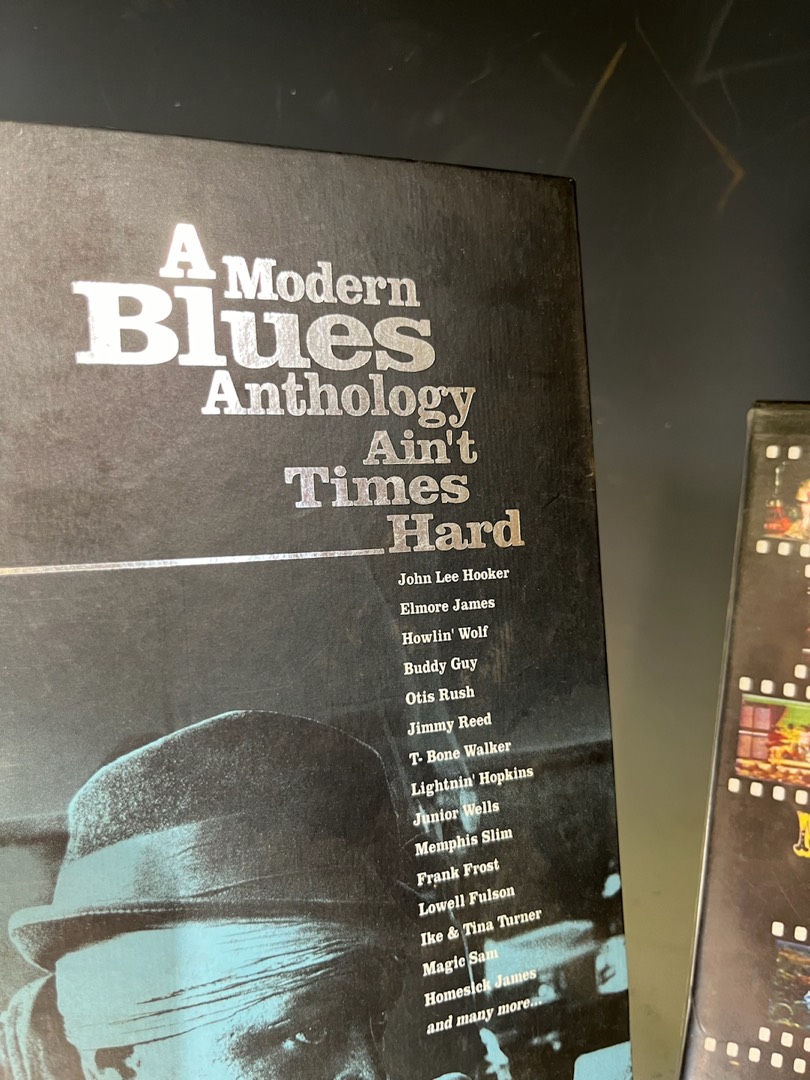 A Modern
Blues
Anthology
Ain't
Times
Hard
John Lee Hooker
Elmore James
Howlin' Wolf
Buddy Guy
Otis Rush
Jimmy Reed
T- Bone Walker
Lightnin' Hopkins
Junior Wells
Memphis Slim
Frank Frost
Lowell Fulson
Ike & Tina Turner
Magic Sam
Homesick James
and many more...